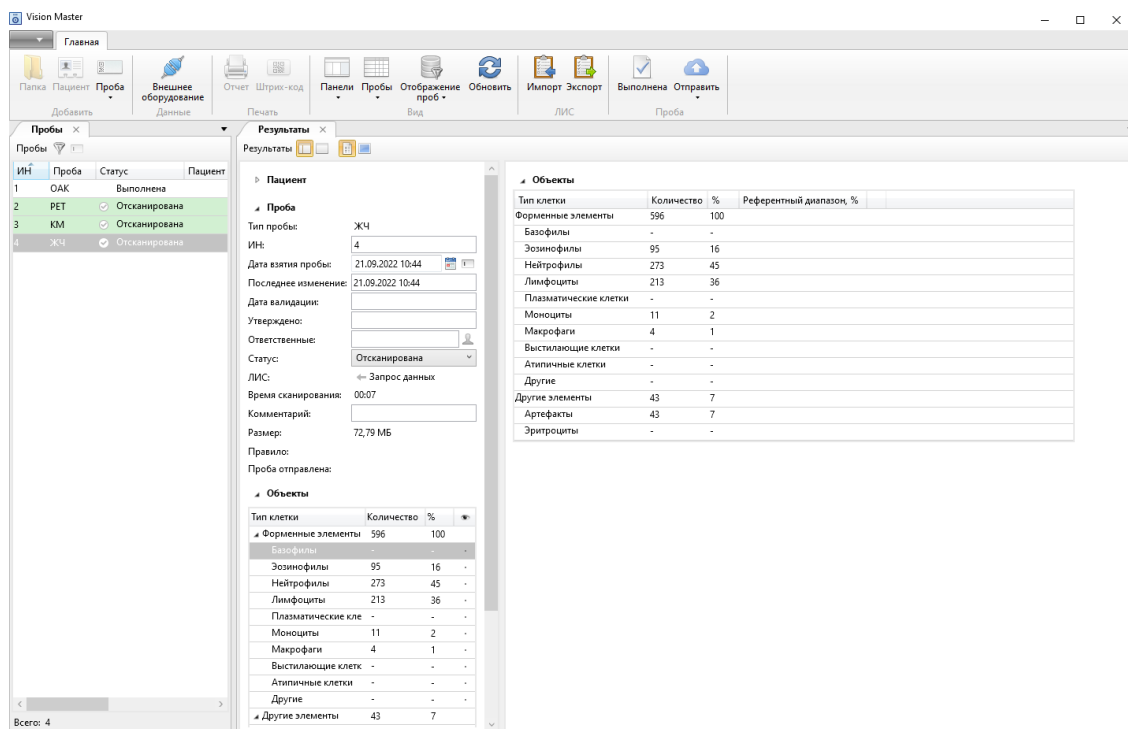 Vision Master
Главная
Папка Пациент Проба Внешнее оборудование Отчет Штрих-код Панели Пробы Отображение проб Обновить Импорт Экспорт Выполнена Отправить
Добавить Данные Печать Вид ЛИС Проба
Пробы
Пробы
ИН Проба Статус Пациент
1 ОАК Выполнена
2 РЕТ Отсканирована
3 КМ Отсканирована
4 ЖЧ Отсканирована
Всего: 4
Результаты
Результаты
Пациент
Проба
Тип пробы: ЖЧ
ИН: 4
Дата взятия пробы: 21.09.2022 10:44
Последнее изменение: 21.09.2022 10:44
Дата валидации:
Утверждено:
Ответственные:
Статус: Отсканирована
ЛИС: Запрос данных
Время сканирования: 00:07
Комментарий:
Размер: 72,79 МБ
Правило:
Проба отправлена:
Объекты
Тип клетки Количество %
Форменные элементы 596 100
Базофилы - -
Эозинофилы 95 16
Нейтрофилы 273 45
Лимфоциты 213 36
Плазматические кле - -
Моноциты 11 2
Макрофаги 4 1
Выстилающие клетк - -
Атипичные клетки - -
Другие - -
Другие элементы 43 7
Объекты
Тип клетки Количество % Референтный диапазон, %
Форменные элементы 596 100
Базофилы - -
Эозинофилы 95 16
Нейтрофилы 273 45
Лимфоциты 213 36
Плазматические клетки - -
Моноциты 11 2
Макрофаги 4 1
Выстилающие клетки - -
Атипичные клетки - -
Другие - -
Другие элементы 43 7
Артефакты 43 7
Эритроциты - -